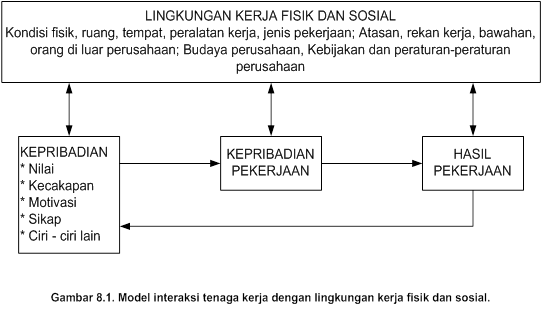 LINGKUNGAN KERJA FISIK DAN SOSIAL
Kondisi fisik, ruang, tempat, peralatan kerja, jenis pekerjaan; Atasan, rekan kerja, bawahan,
orang di luar perusahaan; Budaya perusahaan, Kebijakan dan peraturan-peraturan
perusahaan
KEPRIBADIAN
* Nilai
* Kecakapan
* Motivasi
* Sikap
* Ciri - ciri lain
KEPRIBADIAN
PEKERJAAN
HASIL
PEKERJAAN
Gambar 8.1. Model interaksi tenaga kerja dengan lingkungan kerja fisik dan sosial.